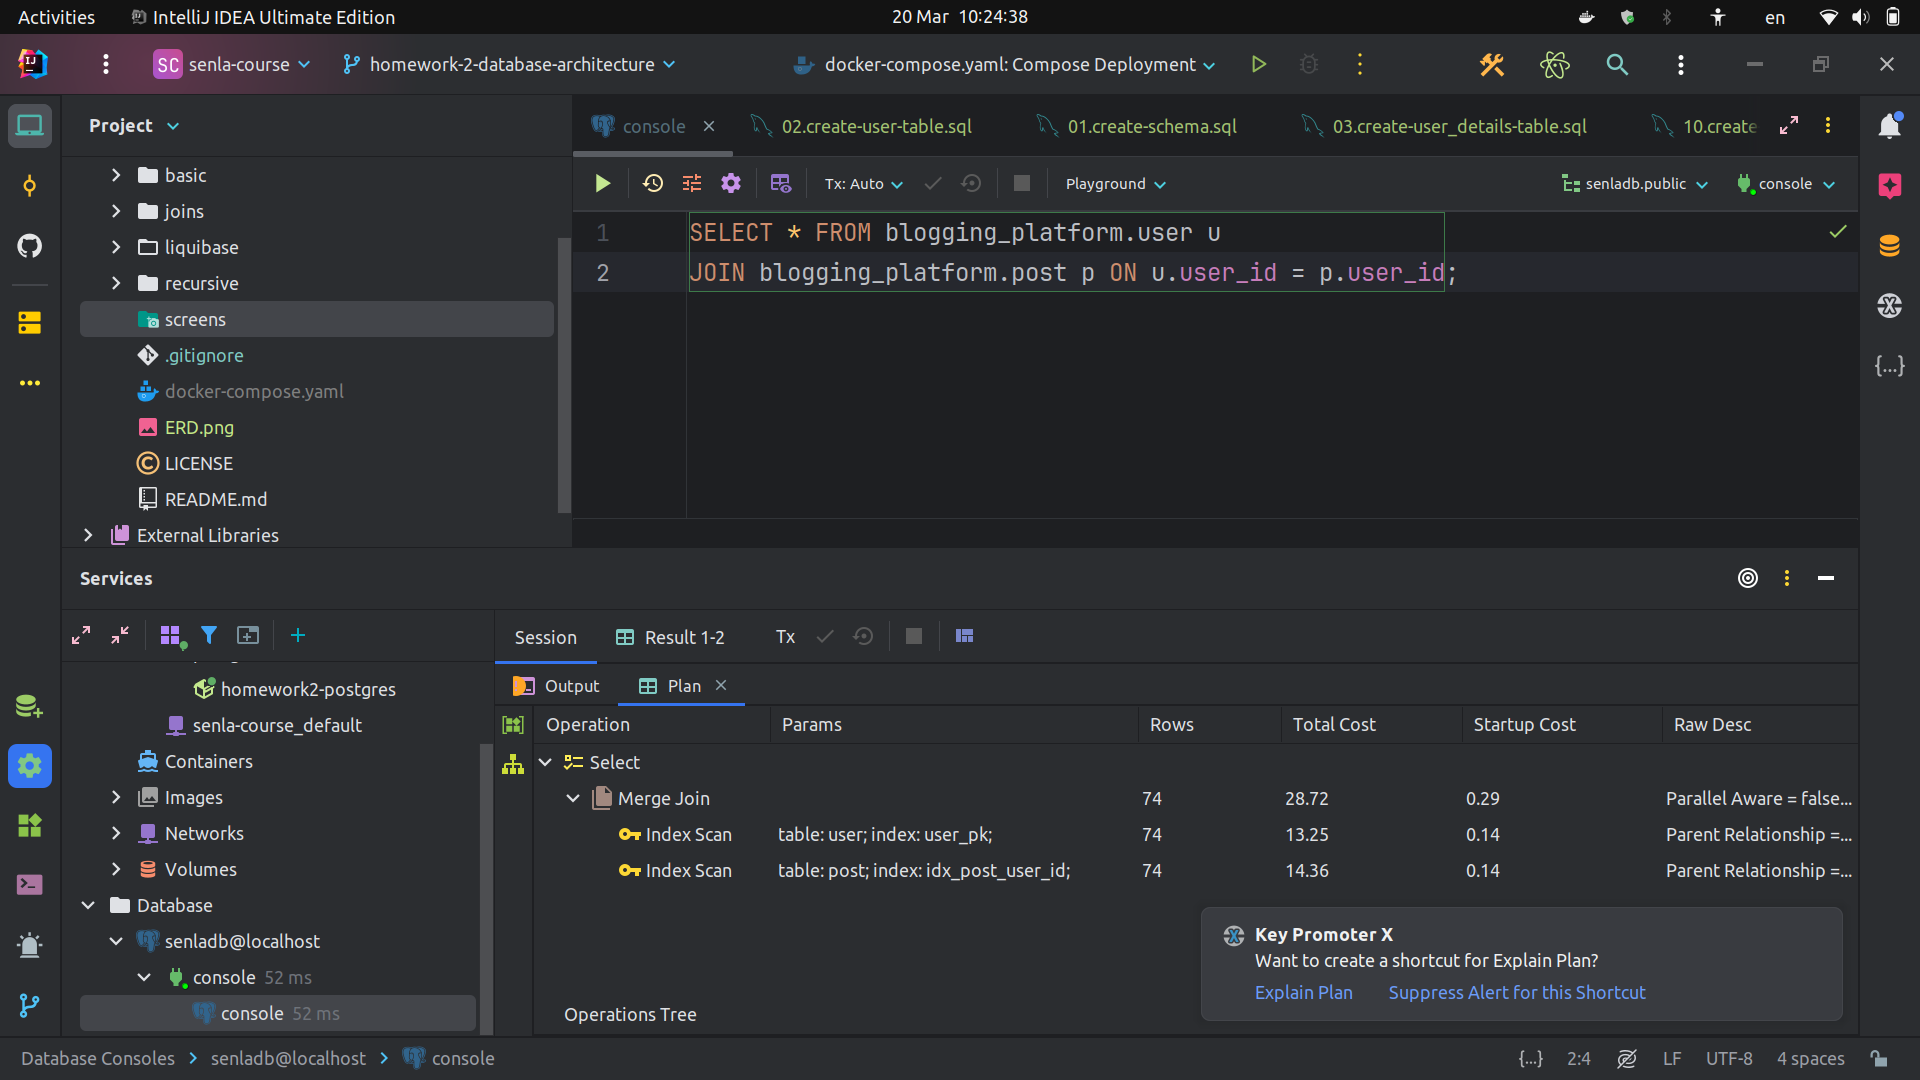 Activities
IntelliJ IDEA Ultimate Edition
20 Mar 10:24:38
en
IJ
SC senla-course
homework-2-database-architecture
docker-compose.yaml: Compose Deployment
Project
console
02.create-user-table.sql
01.create-schema.sql
03.create-user_details-table.sql
10.create
basic
joins
liquibase
recursive
screens
.gitignore
docker-compose.yaml
ERD.png
LICENSE
README.md
External Libraries
Tx: Auto
Playground
senladb.public
console
1 SELECT * FROM blogging_platform.user u
2 JOIN blogging_platform.post p ON u.user_id = p.user_id;
{...}
Services
homework2-postgres
senla-course_default
Containers
Images
Networks
Volumes
Database
senladb@localhost
console 52 ms
console 52 ms
Session
Result 1-2
Tx
Output
Plan
Operation Params Rows Total Cost Startup Cost Raw Desc
Select
Merge Join 74 28.72 0.29 Parallel Aware = false...
Index Scan table: user; index: user_pk; 74 13.25 0.14 Parent Relationship =...
Index Scan table: post; index: idx_post_user_id; 74 14.36 0.14 Parent Relationship =...
Key Promoter X
Want to create a shortcut for Explain Plan?
Explain Plan Suppress Alert for this Shortcut
Operations Tree
Database Consoles
senladb@localhost
console
{...}
2:4
LF
UTF-8
4 spaces